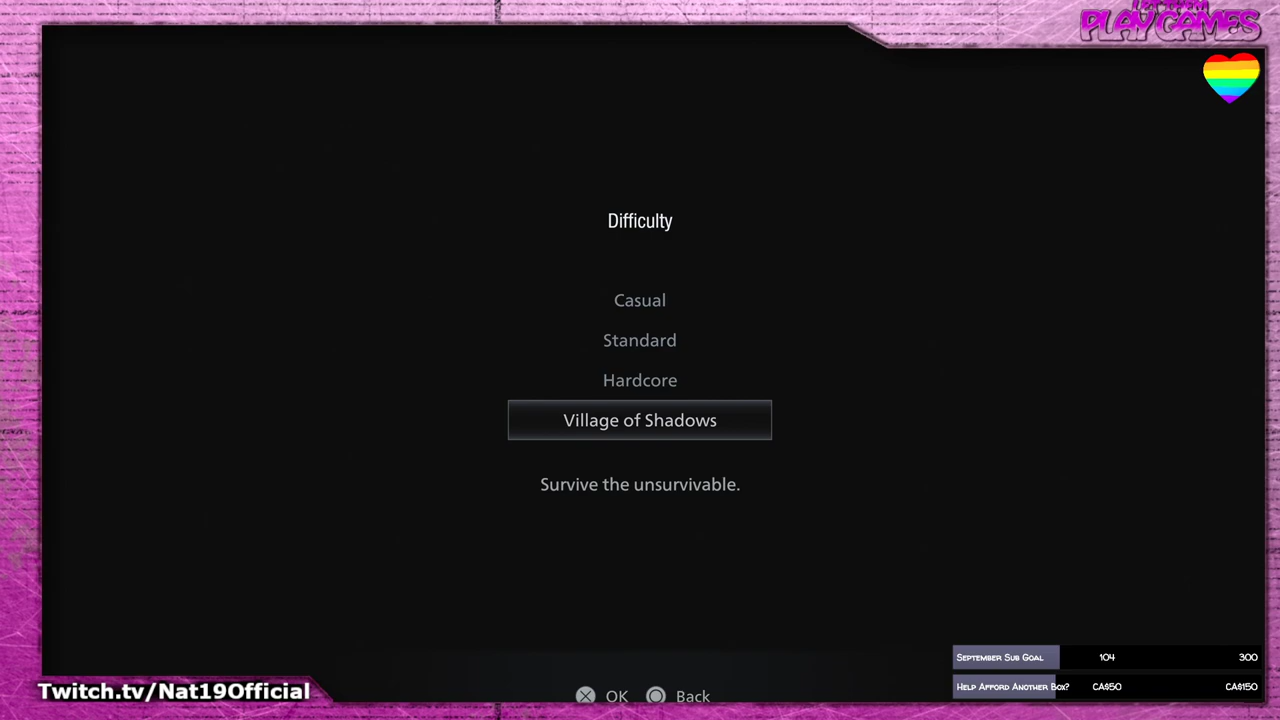 PLAY GAMES
Difficulty
Casual
Standard
Hardcore
Village of Shadows
Survive the unsurvivable.
September Sub Goal 104 300
Help Afford Another Box? CA$50 CA$150
Twitch.tv/Nat19Official
OK Back